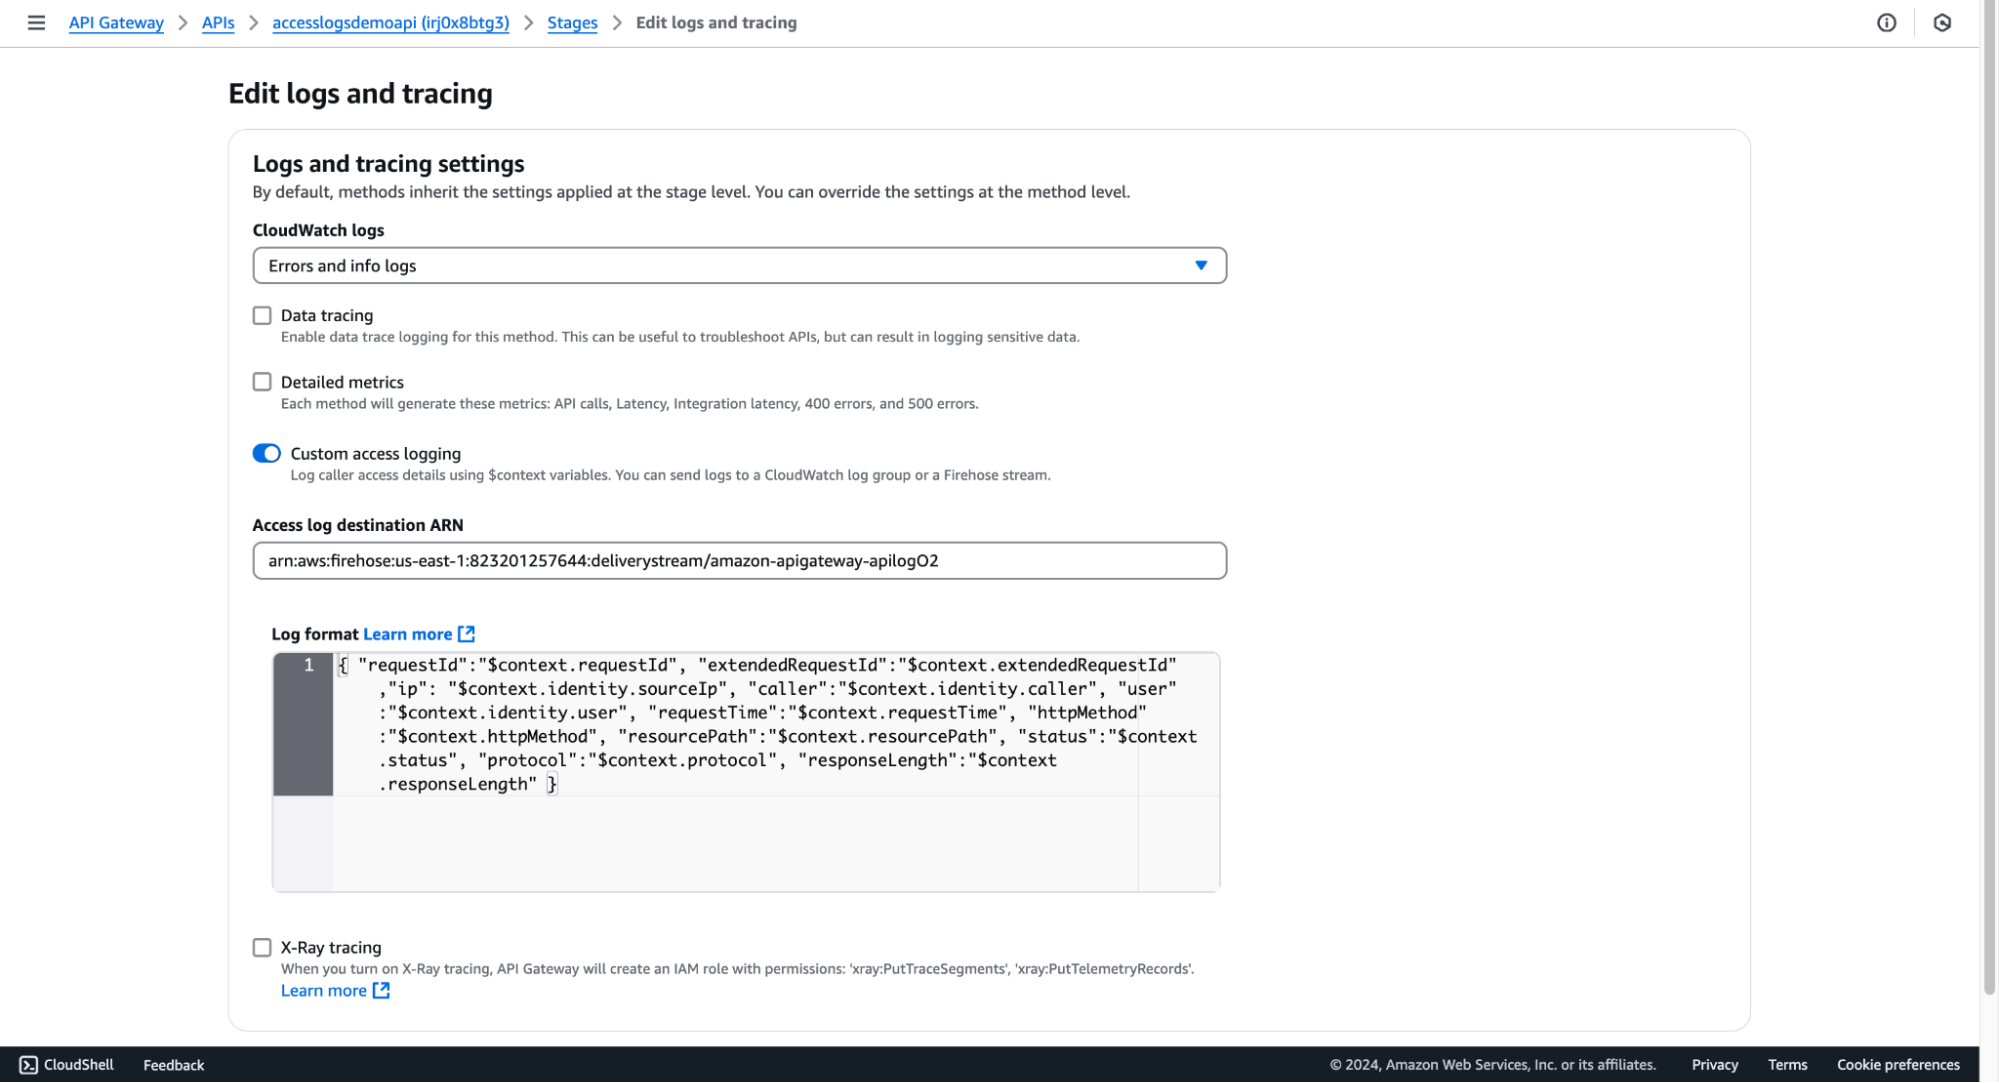 API Gateway > APIs > accesslogsdemoapi (irj0x8btg3) > Stages > Edit logs and tracing
Edit logs and tracing
Logs and tracing settings
By default, methods inherit the settings applied at the stage level. You can override the settings at the method level.
CloudWatch logs
Errors and info logs
Data tracing
Enable data trace logging for this method. This can be useful to troubleshoot APIs, but can result in logging sensitive data.
Detailed metrics
Each method will generate these metrics: API calls, Latency, Integration latency, 400 errors, and 500 errors.
Custom access logging
Log caller access details using $context variables. You can send logs to a CloudWatch log group or a Firehose stream.
Access log destination ARN
arn:aws:firehose:us-east-1:823201257644:deliverystream/amazon-apigateway-apilogO2
Log format Learn more
1 { "requestId":"$context.requestId", "extendedRequestId":"$context.extendedRequestId"
,"ip": "$context.identity.sourceIp", "caller":"$context.identity.caller", "user"
:"$context.identity.user", "requestTime":"$context.requestTime", "httpMethod"
:"$context.httpMethod", "resourcePath":"$context.resourcePath", "status":"$context
.status", "protocol":"$context.protocol", "responseLength":"$context
.responseLength" }
X-Ray tracing
When you turn on X-Ray tracing, API Gateway will create an IAM role with permissions: 'xray:PutTraceSegments', 'xray:PutTelemetryRecords'.
Learn more
CloudShell Feedback © 2024, Amazon Web Services, Inc. or its affiliates. Privacy Terms Cookie preferences